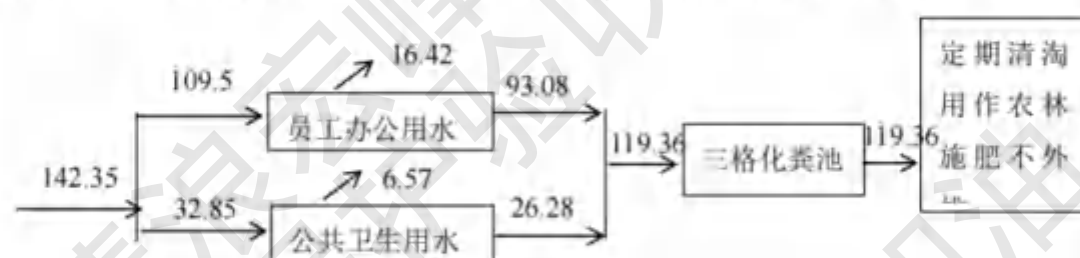 16.42
109.5
93.08
员工办公用水
142.35
6.57
32.85
26.28
公共卫生用水
119.36
三格化粪池
119.36
定期清淘
用作农林
施肥不外